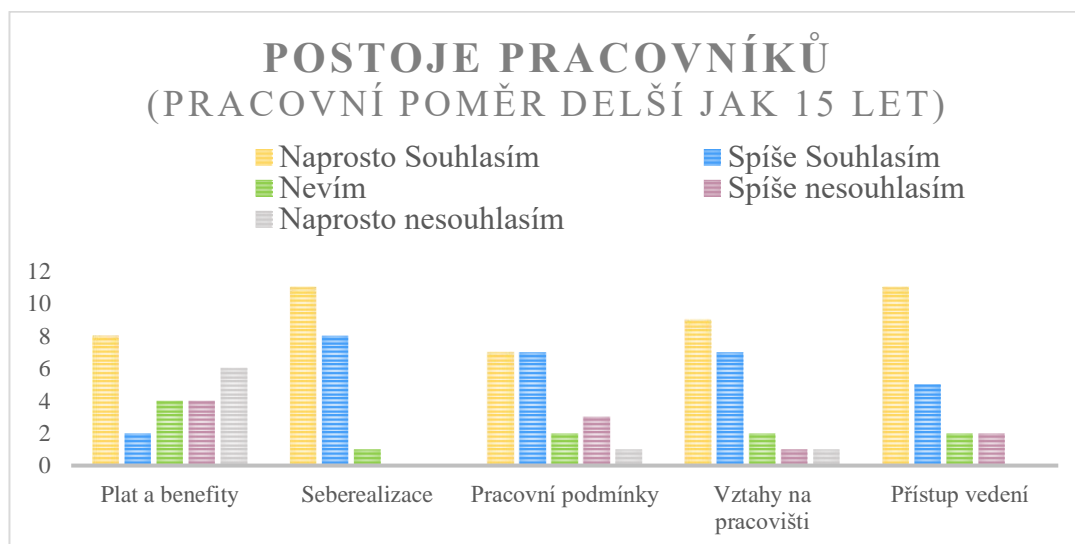 POSTOJE PRACOVNÍKŮ
(PRACOVNÍ POMĚR DELŠÍ JAK 15 LET)
Naprosto Souhlasím
Spíše Souhlasím
Nevím
Spíše nesouhlasím
Naprosto nesouhlasím
12
10
8
6
4
2
0
Plat a benefity
Seberealizace
Pracovní podmínky
Vztahy na
pracovišti
Přístup vedení